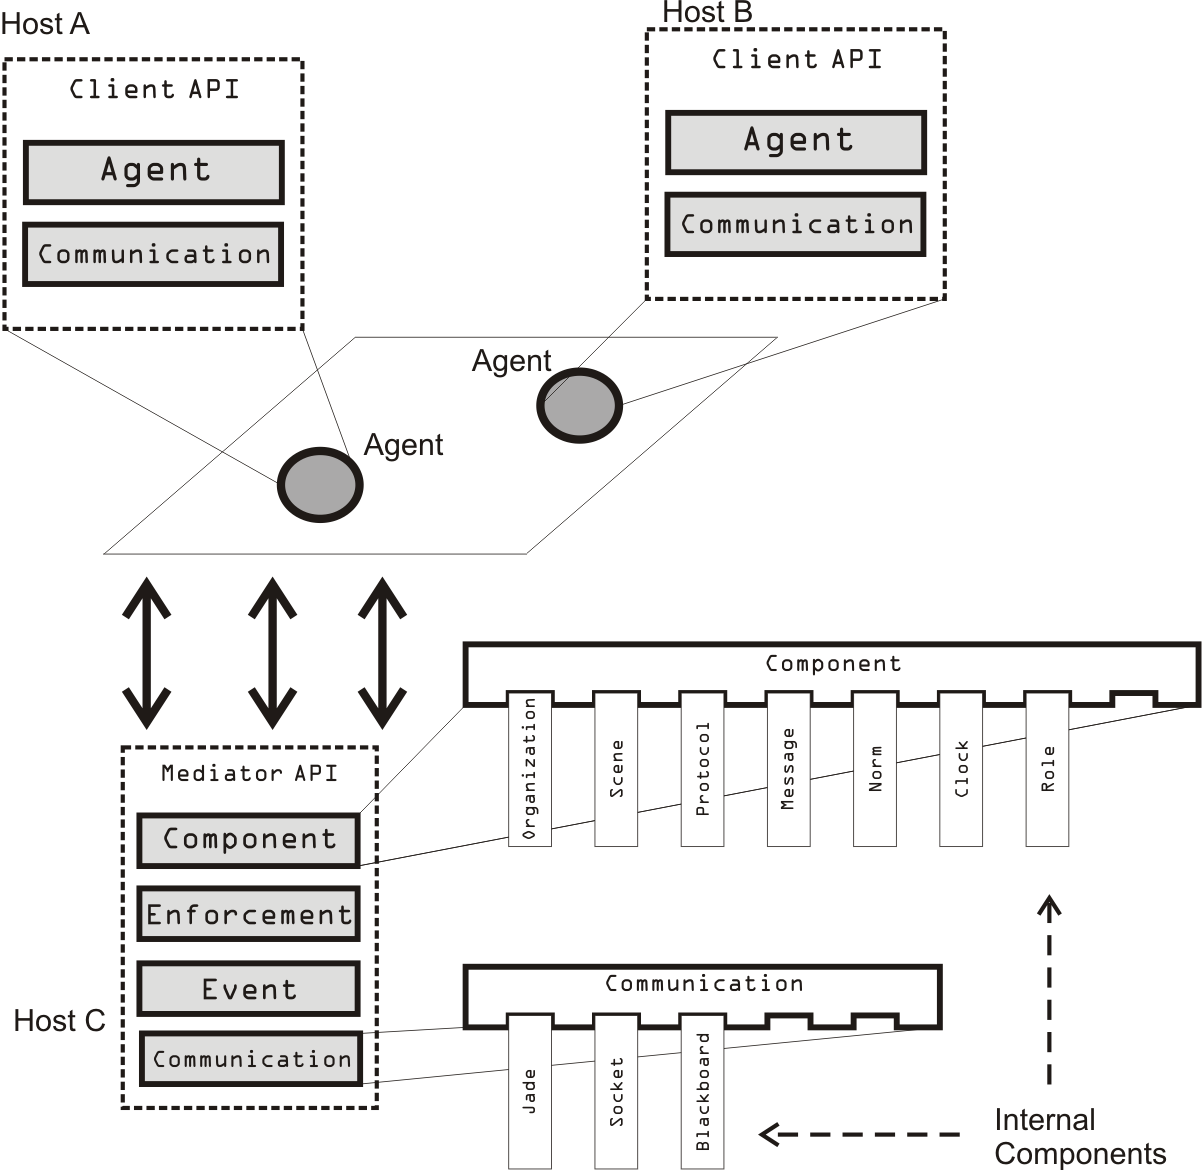 Host A
Client API
Agent
Communication
Host B
Client API
Agent
Communication
Agent
Agent
Mediator API
Component
Enforcement
Event
Communication
Host C
Component
Organization
Scene
Protocol
Message
Norm
Clock
Role
Communication
Jade
Socket
Blackboard
Internal
Components